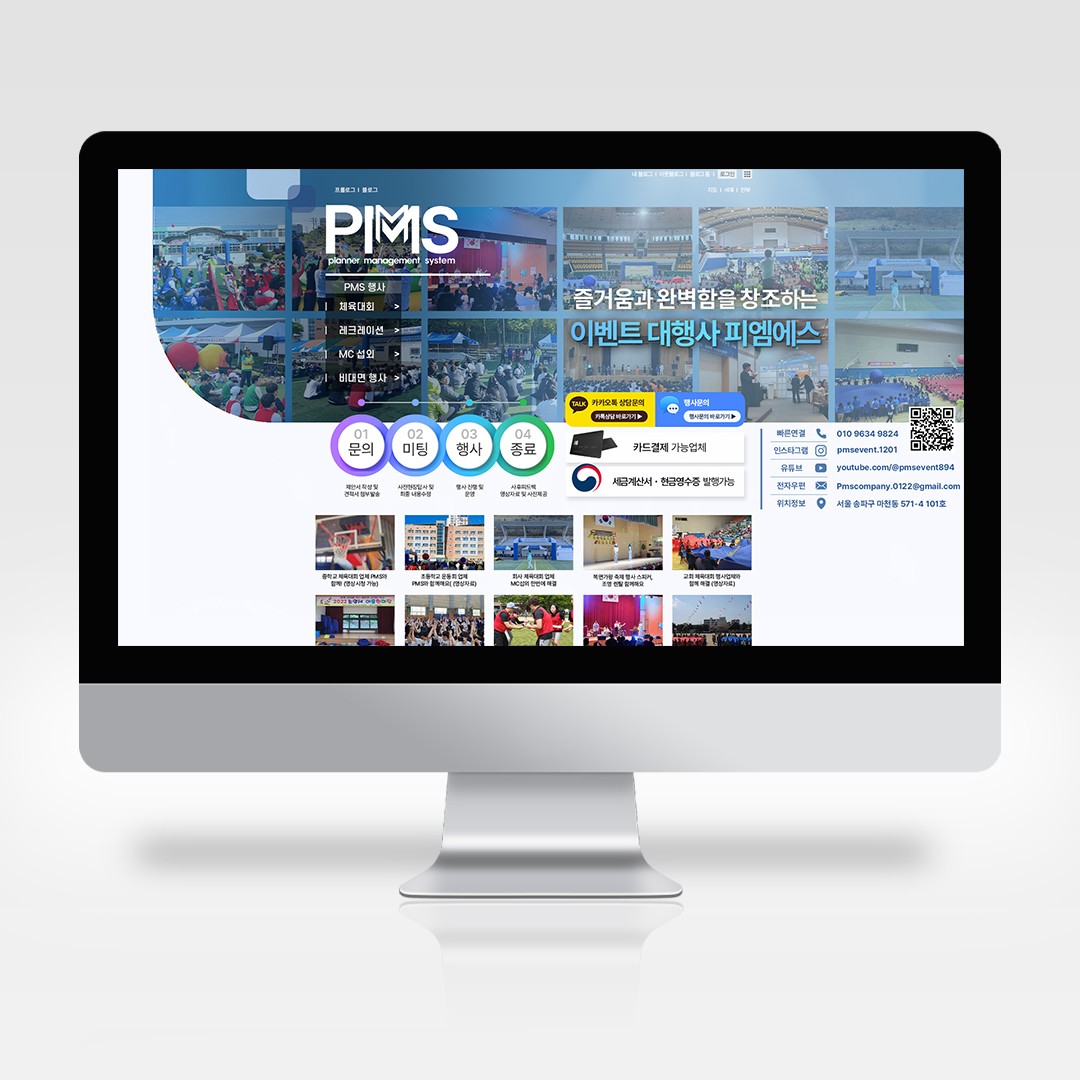 내 블로그 | 이웃블로그 | 블로그 홈 | 로그인
프롤로그 | 블로그
지도 | 서재 | 안부
PMS
planner management system
PMS 행사
체육대회 >
레크레이션 >
MC 섭외 >
비대면 행사 >
즐거움과 완벽함을 창조하는
이벤트 대행사 피엠에스
TALK 카카오톡 상담문의
카톡상담 바로가기 ▶
행사문의
행사문의 바로가기 ▶
01 문의
02 미팅
03 행사
04 종료
제안서 작성 및
견적서 첨부발송
사전현장답사 및
최종 내용수정
행사 진행 및
운영
사후피드백
영상자료 및 사진제공
카드결제 가능업체
세금계산서 · 현금영수증 발행가능
빠른연결 010 9634 9824
인스타그램 pmsevent.1201
유튜브 youtube.com/@pmsevent894
전자우편 Pmscompany.0122@gmail.com
위치정보 서울 송파구 마천동 571-4 101호
중학교 체육대회 업체 PMS와
함께! (영상시청 가능)
초등학교 운동회 업체
PMS와 함께해요! (영상자료)
회사 체육대회 업체
MC섭외 한번에 해결
복면가왕 축제 행사 스피커,
조명 렌탈 함께해요
교회 체육대회 행사업체와
함께 해결 (영상자료)